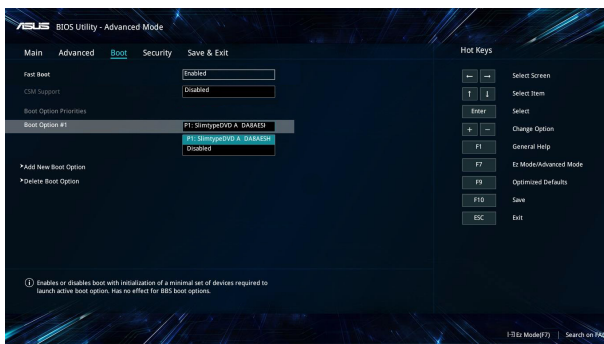 ASUS BIOS Utility - Advanced Mode
Main Advanced Boot Security Save & Exit
Hot Keys
Fast Boot Enabled
CSM Support Disabled
Boot Option Priorities
Boot Option #1 P1: SlimtypeDVD A DA8AESI
P1: SlimtypeDVD A DA8AESH
Disabled
>Add New Boot Option
>Delete Boot Option
← → Select Screen
↑ ↓ Select Item
Enter Select
+ − Change Option
F1 General Help
F7 Ez Mode/Advanced Mode
F9 Optimized Defaults
F10 Save
ESC Exit
Enables or disables boot with initialization of a minimal set of devices required to
launch active boot option. Has no effect for BBS boot options.
Ez Mode(F7) | Search on FA